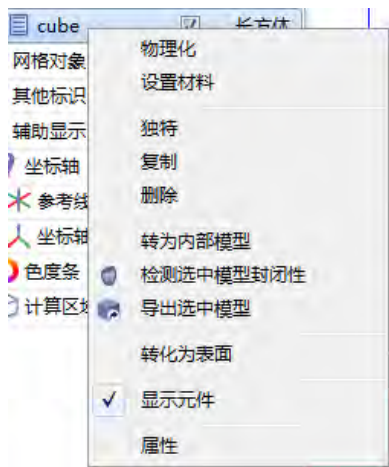 cube 长方体
网格对象
其他标识
辅助显示
坐标轴
参考线
坐标轴
色度条
计算区域
物理化
设置材料
独特
复制
删除
转为内部模型
检测选中模型封闭性
导出选中模型
转化为表面
显示元件
属性